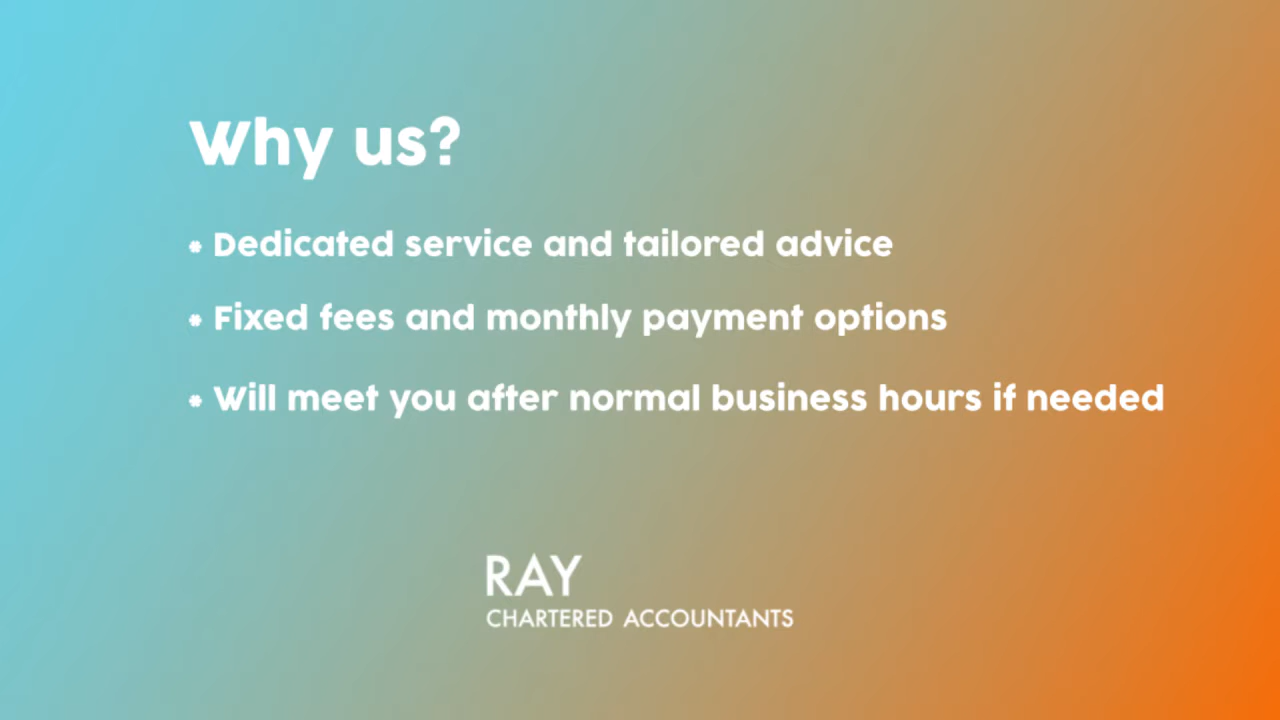 Why us?
• Dedicated service and tailored advice
• Fixed fees and monthly payment options
• Will meet you after normal business hours if needed
RAY
CHARTERED ACCOUNTANTS